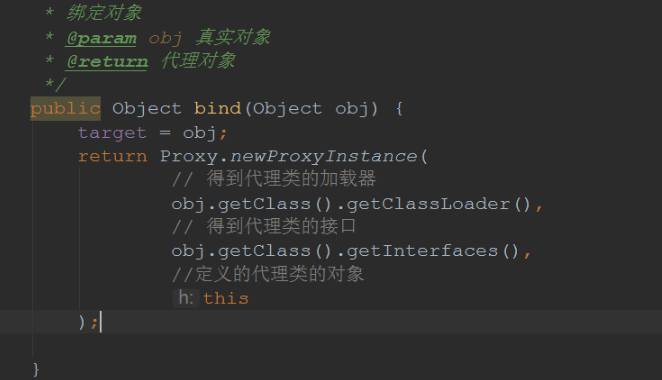 * 绑定对象
* @param obj 真实对象
* @return 代理对象
*/
public Object bind(Object obj) {
target = obj;
return Proxy.newProxyInstance(
// 得到代理类的加载器
obj.getClass().getClassLoader(),
// 得到代理类的接口
obj.getClass().getInterfaces(),
//定义的代理类的对象
h: this
);
}